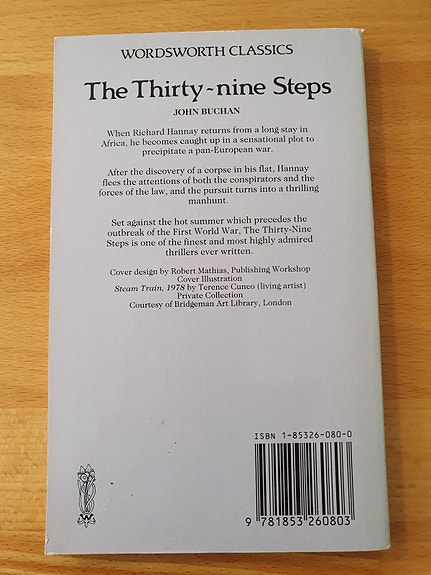 WORDSWORTH CLASSICS
The Thirty~nine Steps
JOHN BUCHAN
When Richard Hannay returns from a long stay in
Africa, he becomes caught up in a sensational plot to
precipitate a pan-European war.
After the discovery of a corpse in his flat, Hannay
flees the attentions of both the conspirators and the
forces of the law, and the pursuit turns into a thrilling
manhunt.
Set against the hot summer which precedes the
outbreak of the First World War, The Thirty-Nine
Steps is one of the finest and most highly admired
thrillers ever written.
Cover design by Robert Mathias, Publishing Workshop
Cover Illustration
Steam Train, 1978 by Terence Cuneo (living artist)
Private Collection
Courtesy of Bridgeman Art Library, London
ISBN 1-85326-080-0
9 781853 260803
W